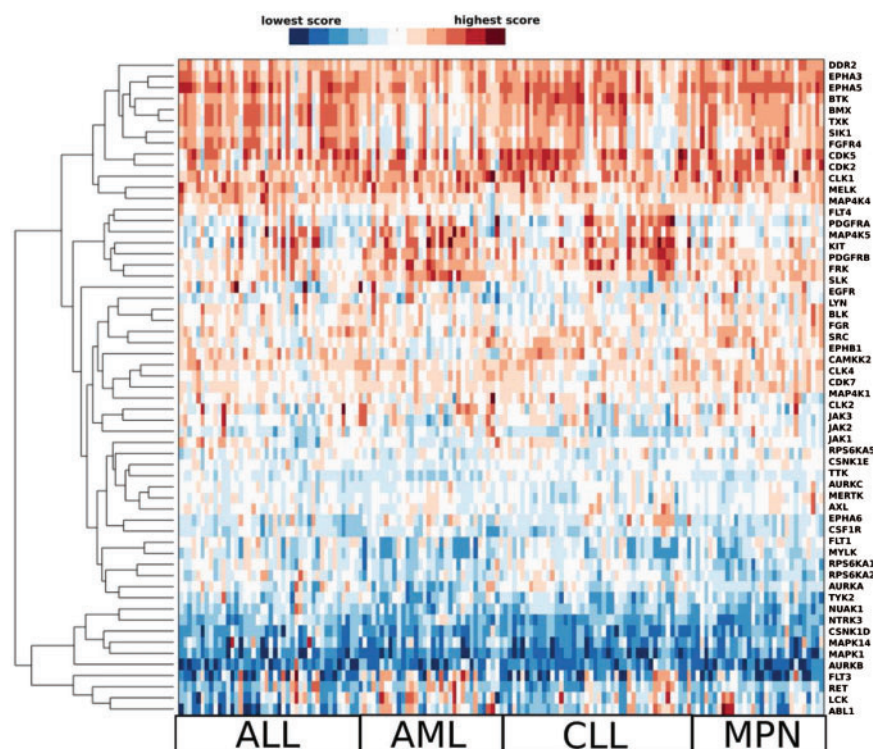 lowest score highest score
DDR2
EPHA3
EPHA5
BTK
BMX
TXK
SIK1
FGFR4
CDK5
CDK2
CLK1
MELK
MAP4K4
FLT4
PDGFRA
MAP4K5
KIT
PDGFRB
FRK
SLK
EGFR
LYN
BLK
FGR
SRC
EPHB1
CAMKK2
CLK4
CDK7
MAP4K1
CLK2
JAK3
JAK2
JAK1
RPS6KA5
CSNK1E
TTK
AURKC
MERTK
AXL
EPHA6
CSF1R
FLT1
MYLK
RPS6KA1
RPS6KA2
AURKA
TYK2
NUAK1
NTRK3
CSNK1D
MAPK14
MAPK1
AURKB
FLT3
RET
LCK
ABL1
ALL AML CLL MPN